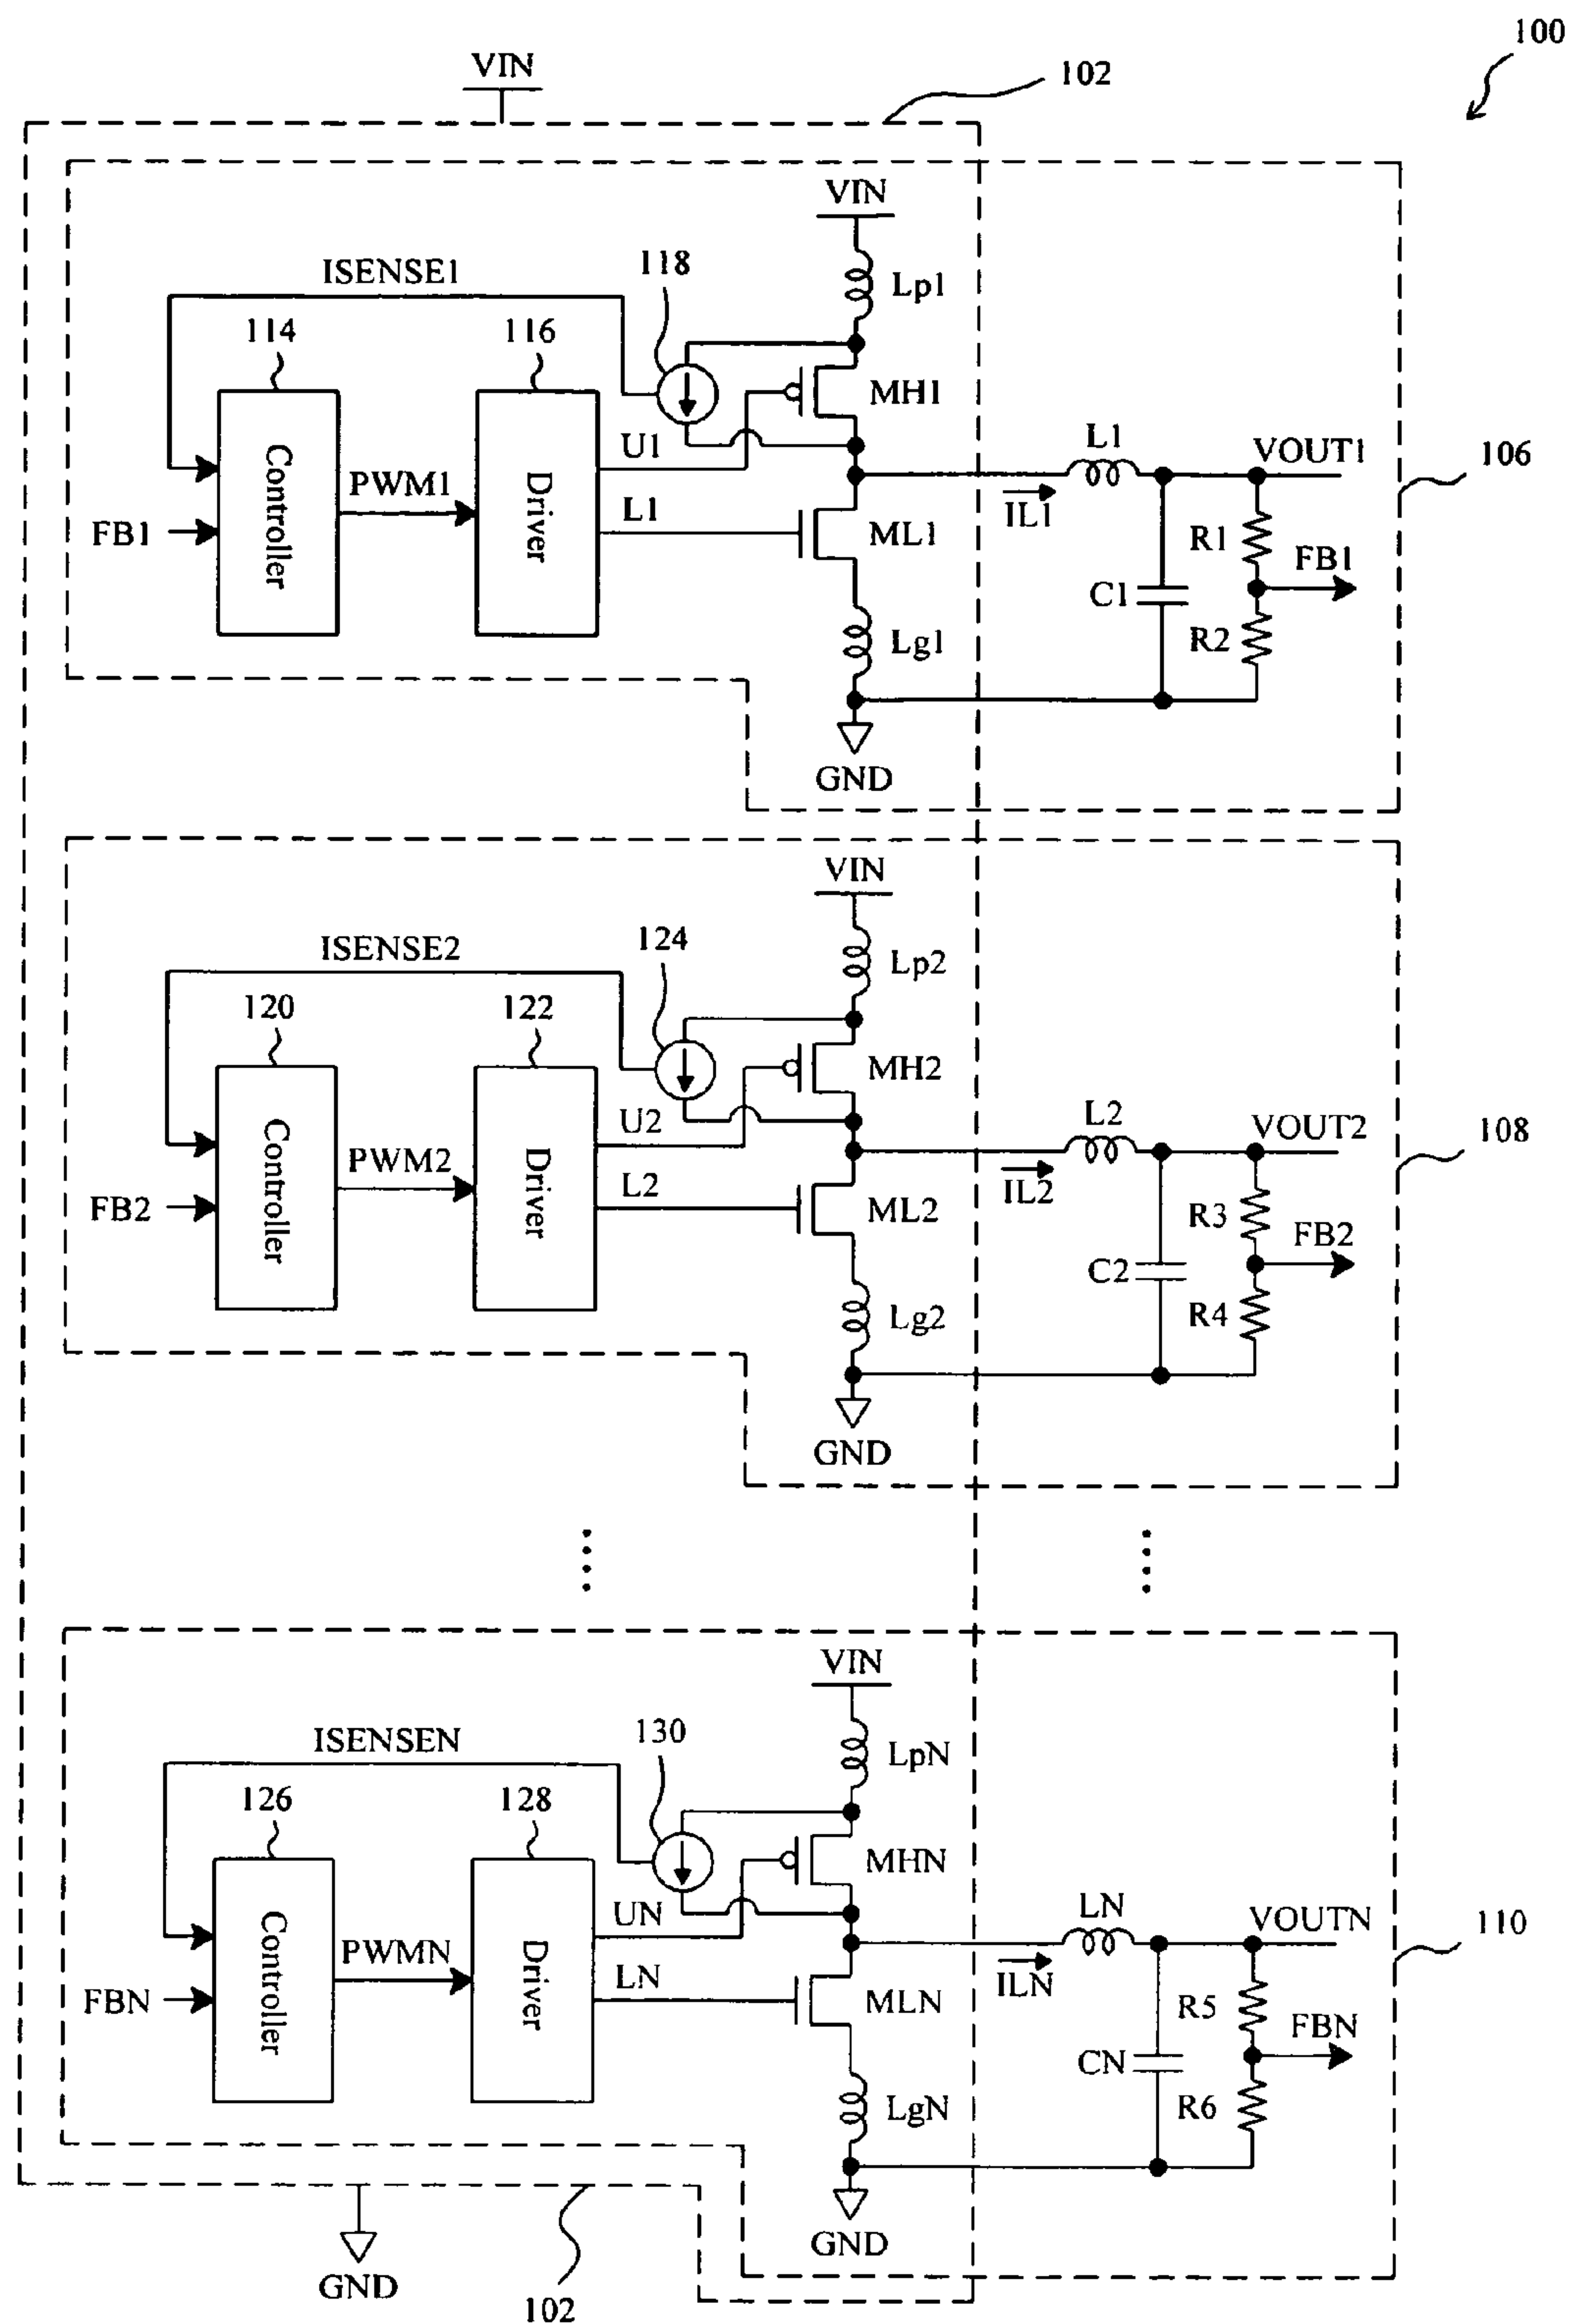 100
VIN
102
VIN
ISENSE1
118
Lp1
114
116
MH1
U1
L1
VOUT1
106
Controller
PWM1
Driver
FB1
L1
ML1
IL1
R1
FB1
C1
R2
Lg1
GND
VIN
ISENSE2
124
Lp2
120
122
MH2
U2
L2
VOUT2
108
Controller
PWM2
Driver
FB2
L2
ML2
IL2
R3
FB2
C2
R4
Lg2
GND
VIN
ISENSEN
130
LpN
126
128
MHN
UN
LN
VOUTN
110
Controller
PWMN
Driver
FBN
LN
MLN
ILN
R5
FBN
CN
R6
LgN
GND
GND
102